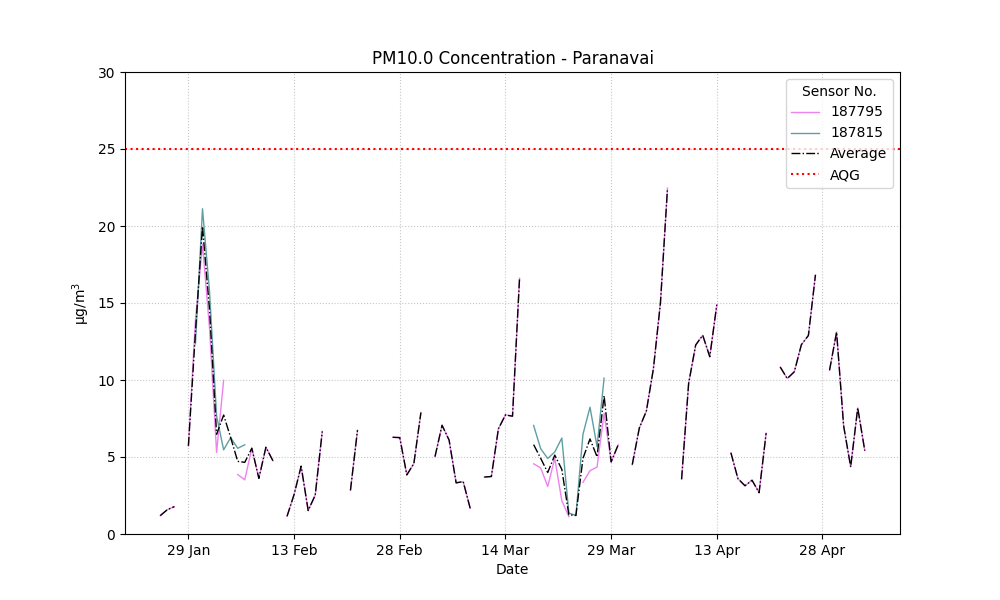 PM10.0 Concentration - Paranavai
30
25
20
15
10
5
0
µg/m³
29 Jan
13 Feb
28 Feb
14 Mar
29 Mar
13 Apr
28 Apr
Date
Sensor No.
187795
187815
Average
AQG